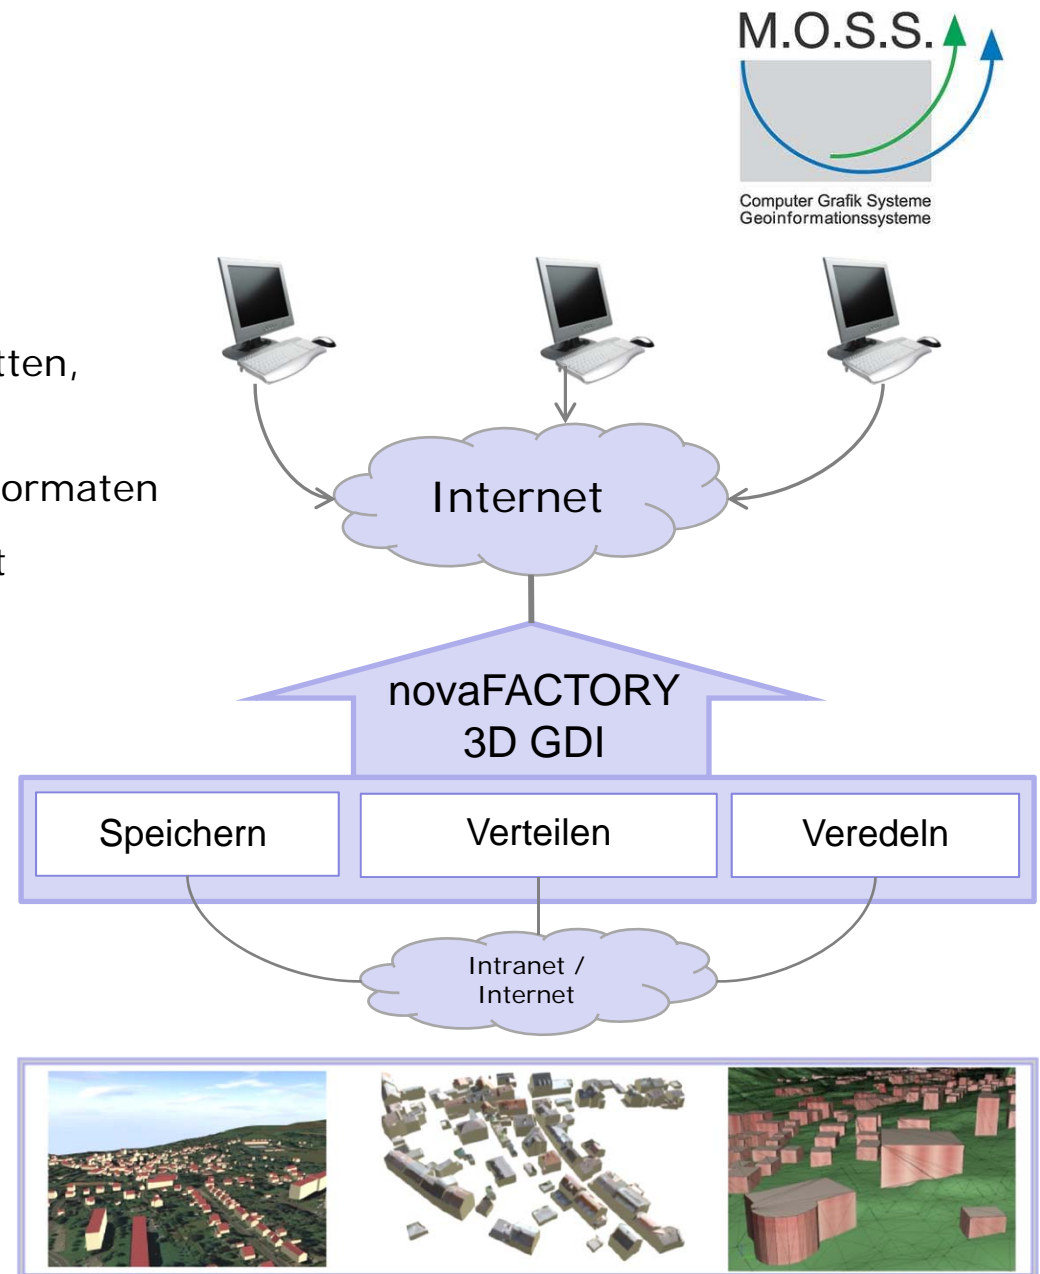 M.O.S.S.
Computer Grafik Systeme
Geoinformationssysteme
tten,
ormaten
t
Internet
novaFACTORY
3D GDI
Speichern
Verteilen
Veredeln
Intranet /
Internet